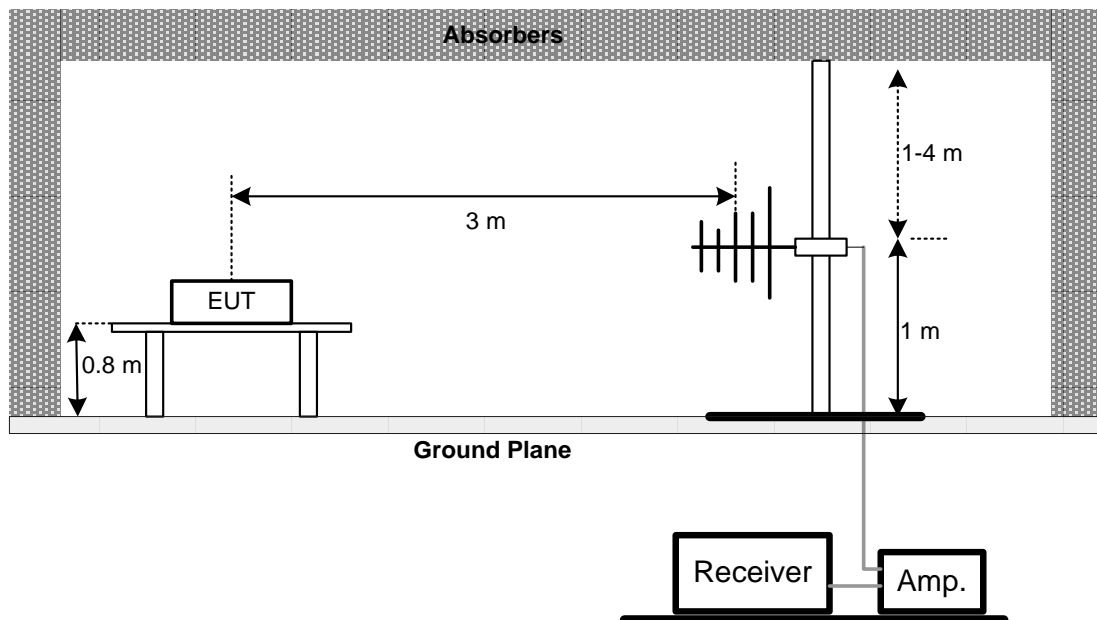 Absorbers
1-4 m
3 m
EUT
1 m
0.8 m
Ground Plane
Receiver
Amp.